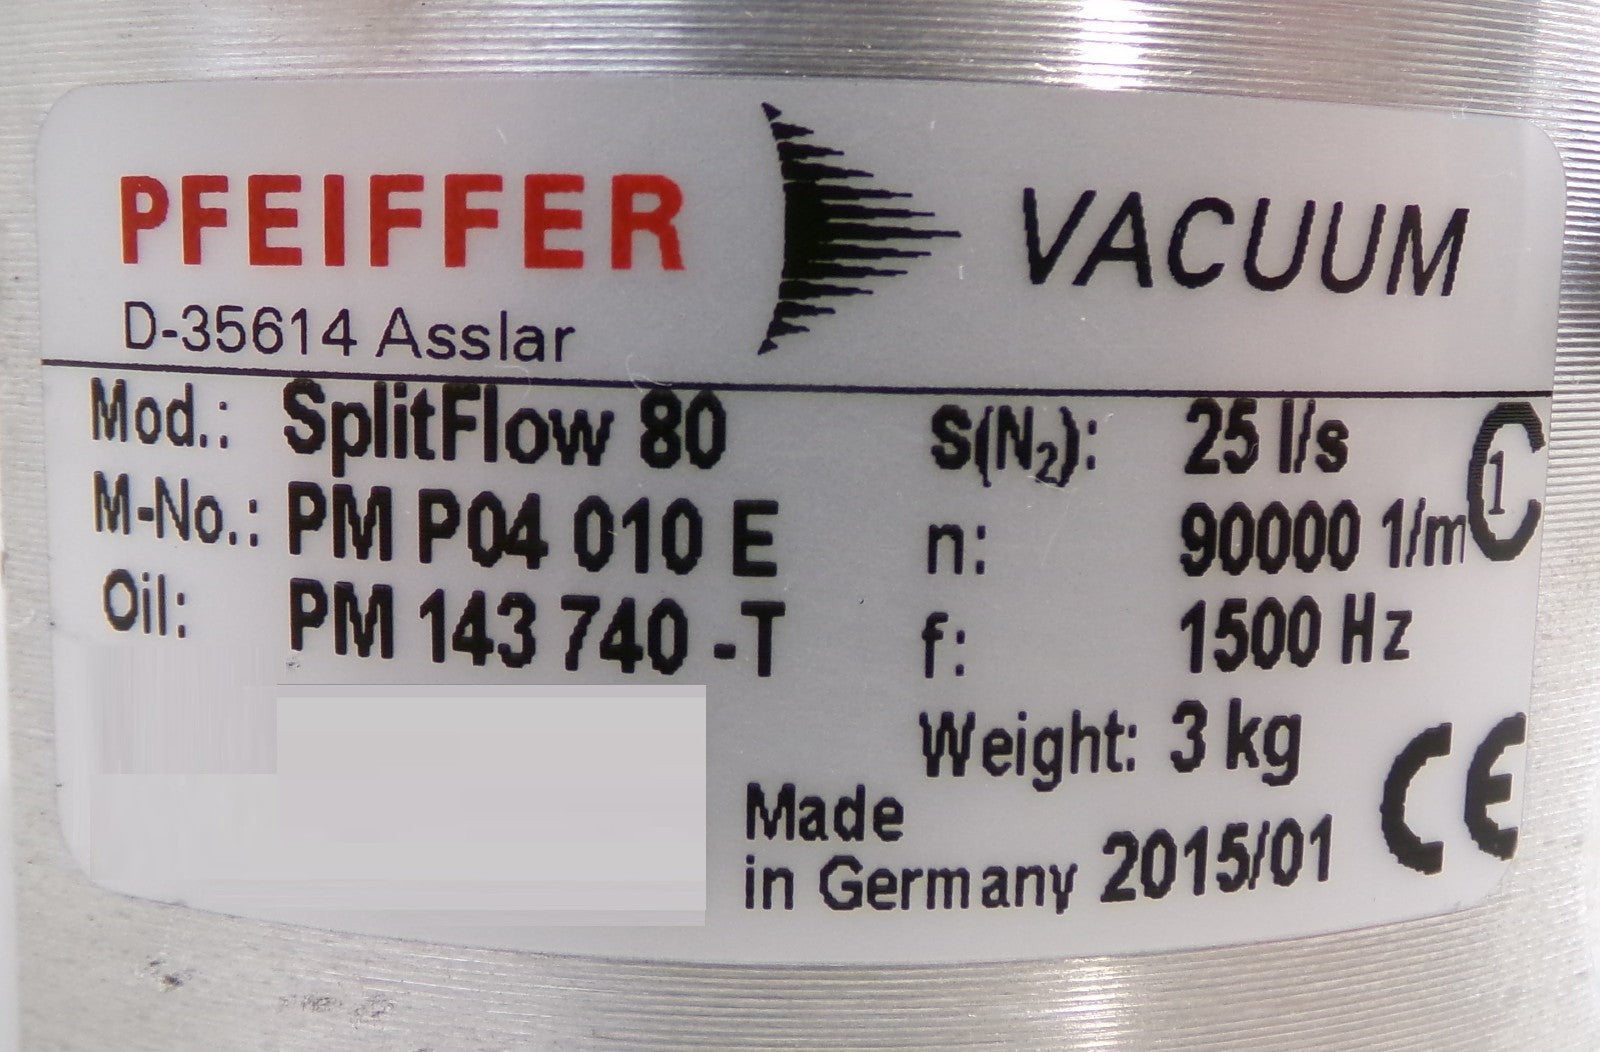 PFEIFFER VACUUM
D-35614 Asslar
Mod.: SplitFlow 80
M-No.: PM P04 010 E
Oil: PM 143 740 -T
S(N₂): 25 l/s
n: 90000 1/m
f: 1500 Hz
Weight: 3 kg
C 1
Made
in Germany 2015/01
CE